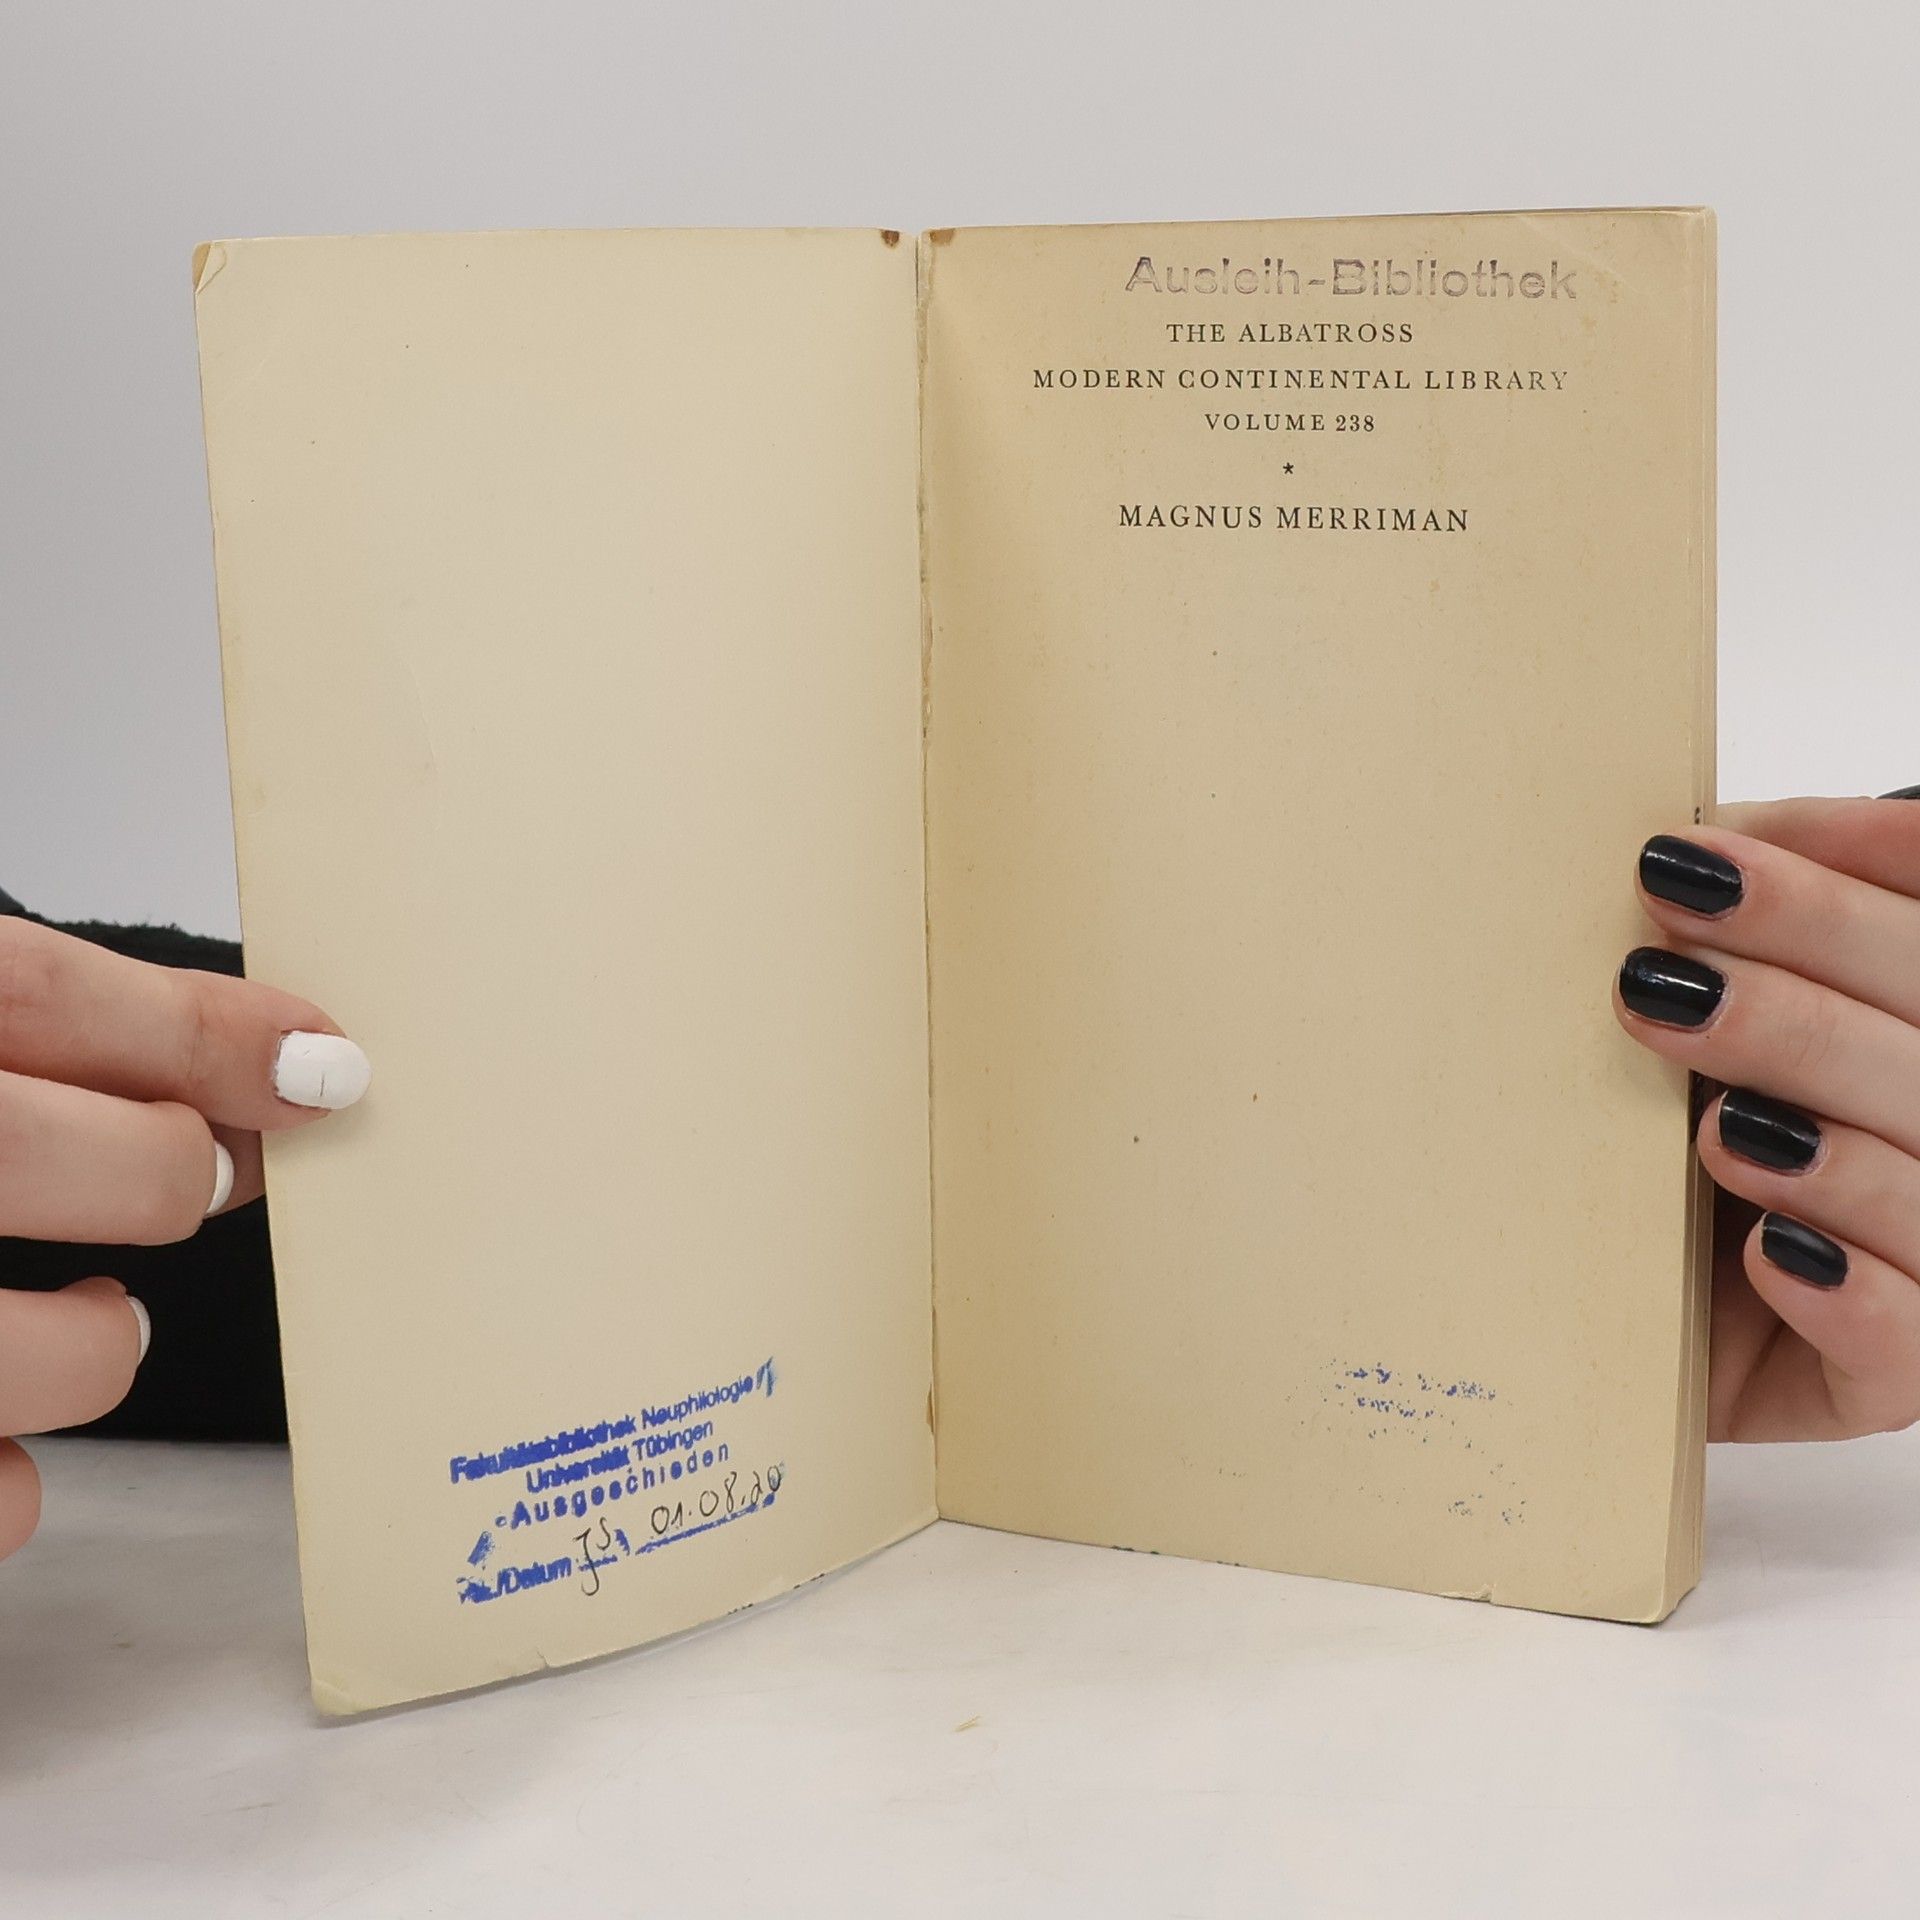 Fakultätsbibliothek Neuphilologie
Universität Tübingen
Ausgeschieden
./Datum JS 01.08.20
Ausleih-Bibliothek
THE ALBATROSS
MODERN CONTINENTAL LIBRARY
VOLUME 238
*
MAGNUS MERRIMAN